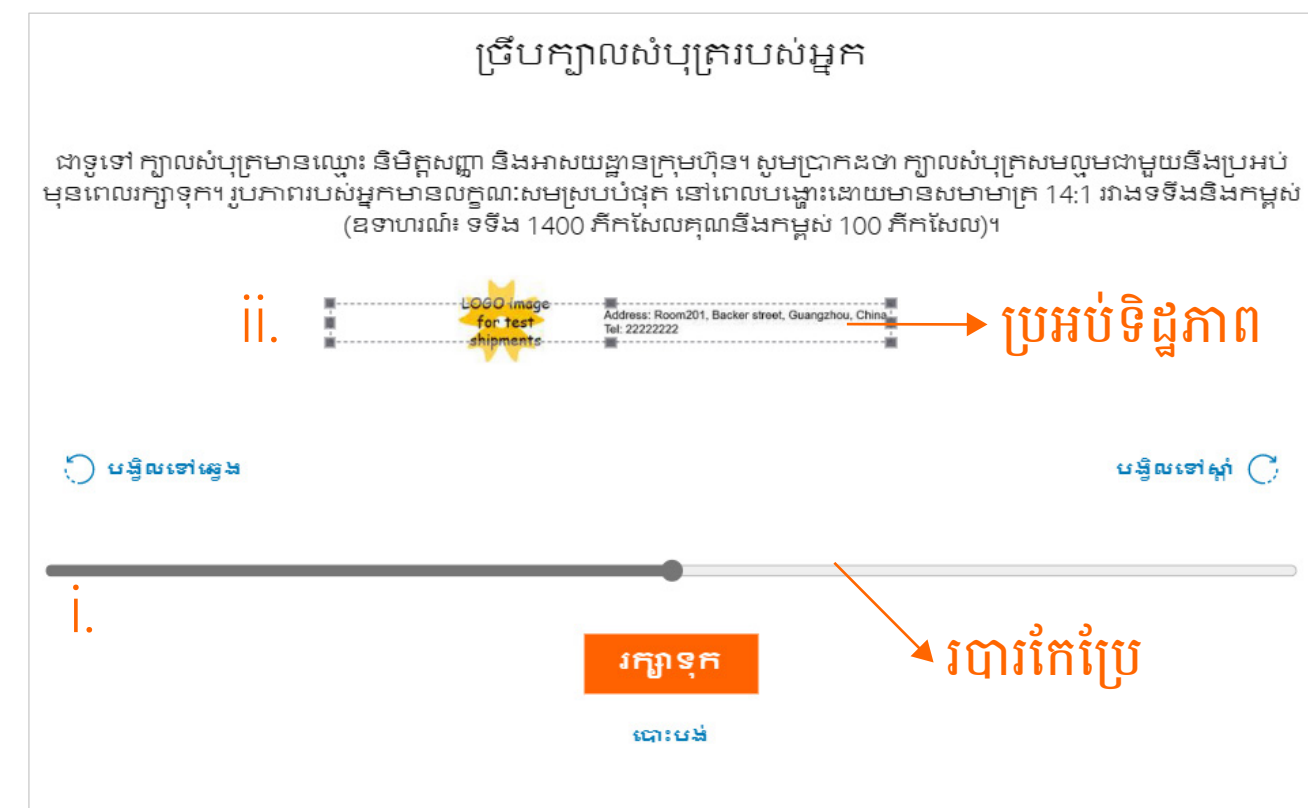 ច្រឹបក្បាលសំបុត្ររបស់អ្នក
ជាទូទៅ ក្បាលសំបុត្រមានឈ្មោះ និមិត្តសញ្ញា និងអាសយដ្ឋានក្រុមហ៊ុន។ សូមប្រាកដថា ក្បាលសំបុត្រសមល្មមជាមួយនឹងប្រអប់
មុនពេលរក្សាទុក។ រូបភាពរបស់អ្នកមានលក្ខណៈសមស្របបំផុត នៅពេលបង្ហោះដោយមានសមាមាត្រ 14:1 រវាងទទឹងនិងកម្ពស់
(ឧទាហរណ៍៖ ទទឹង 1400 ភីកសែលគុណនឹងកម្ពស់ 100 ភីកសែល)។
ii.
LOGO image
for test
shipments
Address: Room201, Backer street, Guangzhou, China
Tel: 22222222
ប្រអប់ទិដ្ឋភាព
បង្វិលទៅឆ្វេង
បង្វិលទៅស្ដាំ
i.
របារកែប្រែ
រក្សាទុក
បោះបង់